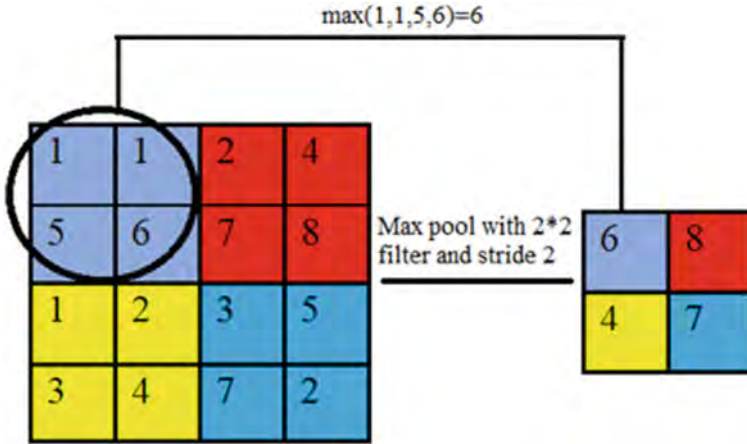 max(1,1,5,6)=6
1 1 2 4
5 6 7 8
1 2 3 5
3 4 7 2
Max pool with 2*2
filter and stride 2
6 8
4 7